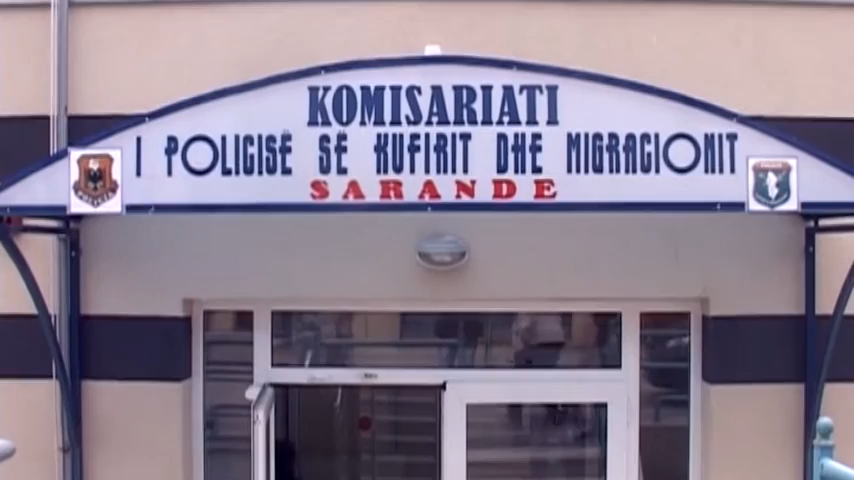 KOMISARIATI
I POLICISË SË KUFIRIT DHE MIGRACIONIT
SARANDE